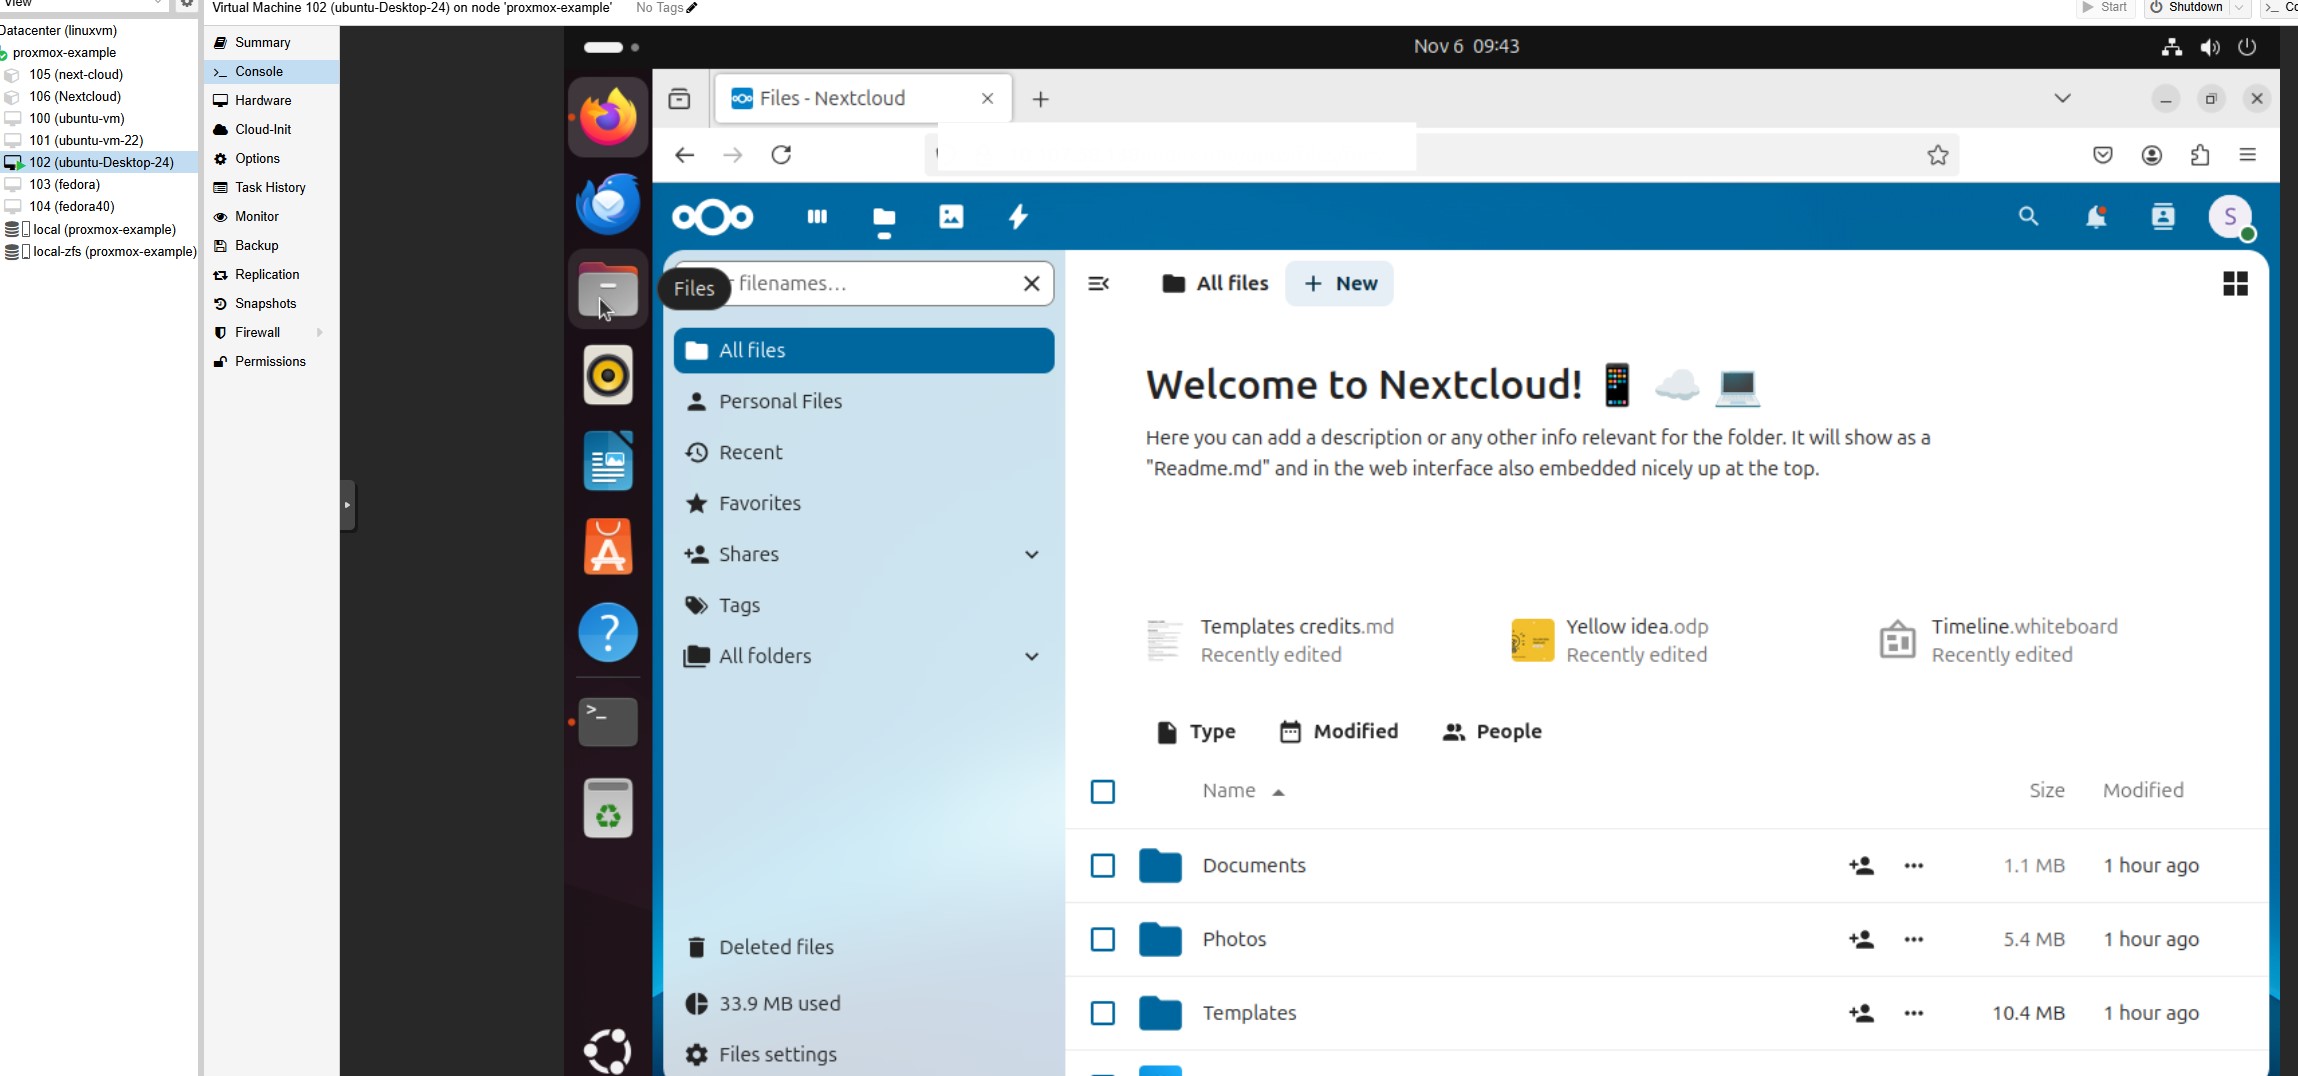 View
Virtual Machine 102 (ubuntu-Desktop-24) on node 'proxmox-example'
No Tags
Start
Shutdown
Datacenter (linuxvm)
proxmox-example
105 (next-cloud)
106 (Nextcloud)
100 (ubuntu-vm)
101 (ubuntu-vm-22)
102 (ubuntu-Desktop-24)
103 (fedora)
104 (fedora40)
local (proxmox-example)
local-zfs (proxmox-example)
Summary
>_ Console
Hardware
Cloud-Init
Options
Task History
Monitor
Backup
Replication
Snapshots
Firewall
Permissions
Nov 6 09:43
Files - Nextcloud
S
Files
filenames...
All files
Personal Files
Recent
Favorites
Shares
Tags
All folders
Deleted files
33.9 MB used
Files settings
All files
+ New
Welcome to Nextcloud!
Here you can add a description or any other info relevant for the folder. It will show as a
"Readme.md" and in the web interface also embedded nicely up at the top.
Templates credits.md
Recently edited
Yellow idea.odp
Recently edited
Timeline.whiteboard
Recently edited
Type Modified People
Name Size Modified
Documents 1.1 MB 1 hour ago
Photos 5.4 MB 1 hour ago
Templates 10.4 MB 1 hour ago